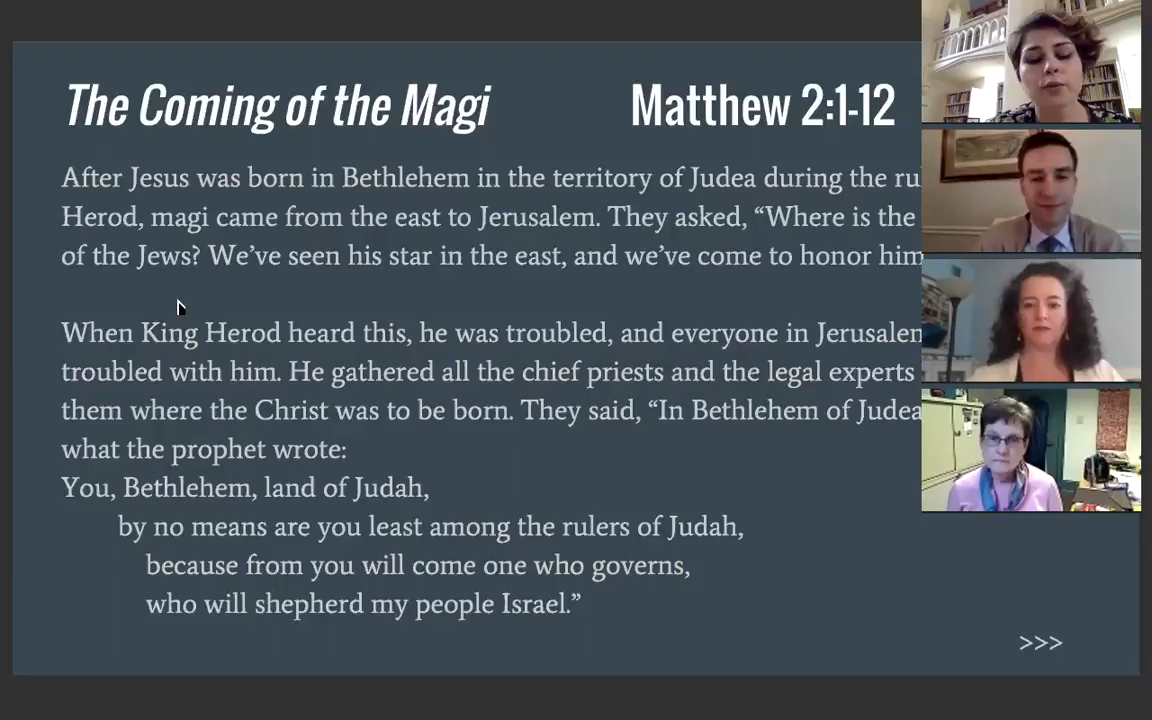 The Coming of the Magi Matthew 2:1-12
After Jesus was born in Bethlehem in the territory of Judea during the
Herod, magi came from the east to Jerusalem. They asked, “Where is the
of the Jews? We’ve seen his star in the east, and we’ve come to honor him
When King Herod heard this, he was troubled, and everyone in
troubled with him. He gathered all the chief priests and the legal experts
them where the Christ was to be born. They said, “In Bethlehem of Judea
what the prophet wrote:
You, Bethlehem, land of Judah,
by no means are you least among the rulers of Judah,
because from you will come one who governs,
who will shepherd my people Israel.”
>>>